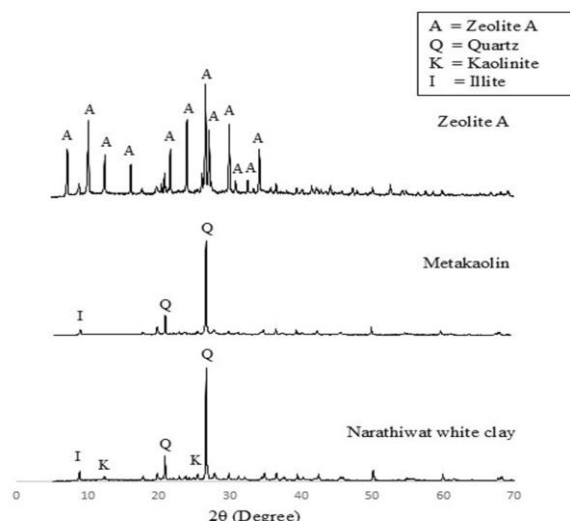 A = Zeolite A
Q = Quartz
K = Kaolinite
I = Illite
Zeolite A
A
A
A
A
A
A
A
A
A
A
A
A
Metakaolin
I
Q
Q
Narathiwat white clay
I
K
Q
K
Q
0
10
20
30
40
50
60
70
2θ (Degree)